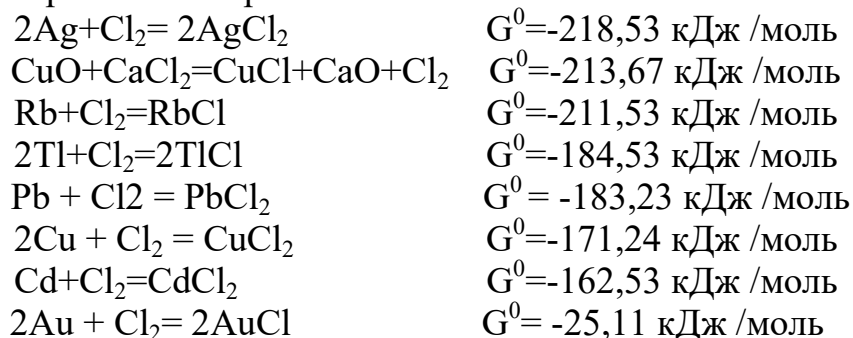 2Ag+Cl₂= 2AgCl₂ G⁰=-218,53 кДж /моль
CuO+CaCl₂=CuCl+CaO+Cl₂ G⁰=-213,67 кДж /моль
Rb+Cl₂=RbCl G⁰=-211,53 кДж /моль
2Tl+Cl₂=2TlCl G⁰=-184,53 кДж /моль
Pb + Cl2 = PbCl₂ G⁰ = -183,23 кДж /моль
2Cu + Cl₂ = CuCl₂ G⁰=-171,24 кДж /моль
Cd+Cl₂=CdCl₂ G⁰=-162,53 кДж /моль
2Au + Cl₂= 2AuCl G⁰= -25,11 кДж /моль